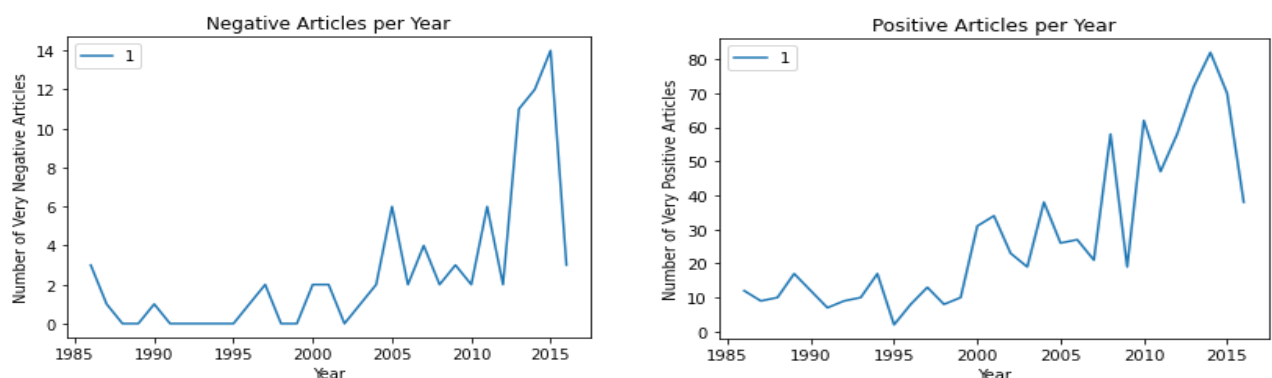 Negative Articles per Year
1
Number of Very Negative Articles
14
12
10
8
6
4
2
0
1985 1990 1995 2000 2005 2010 2015
Year
Positive Articles per Year
1
Number of Very Positive Articles
80
70
60
50
40
30
20
10
0
1985 1990 1995 2000 2005 2010 2015
Year